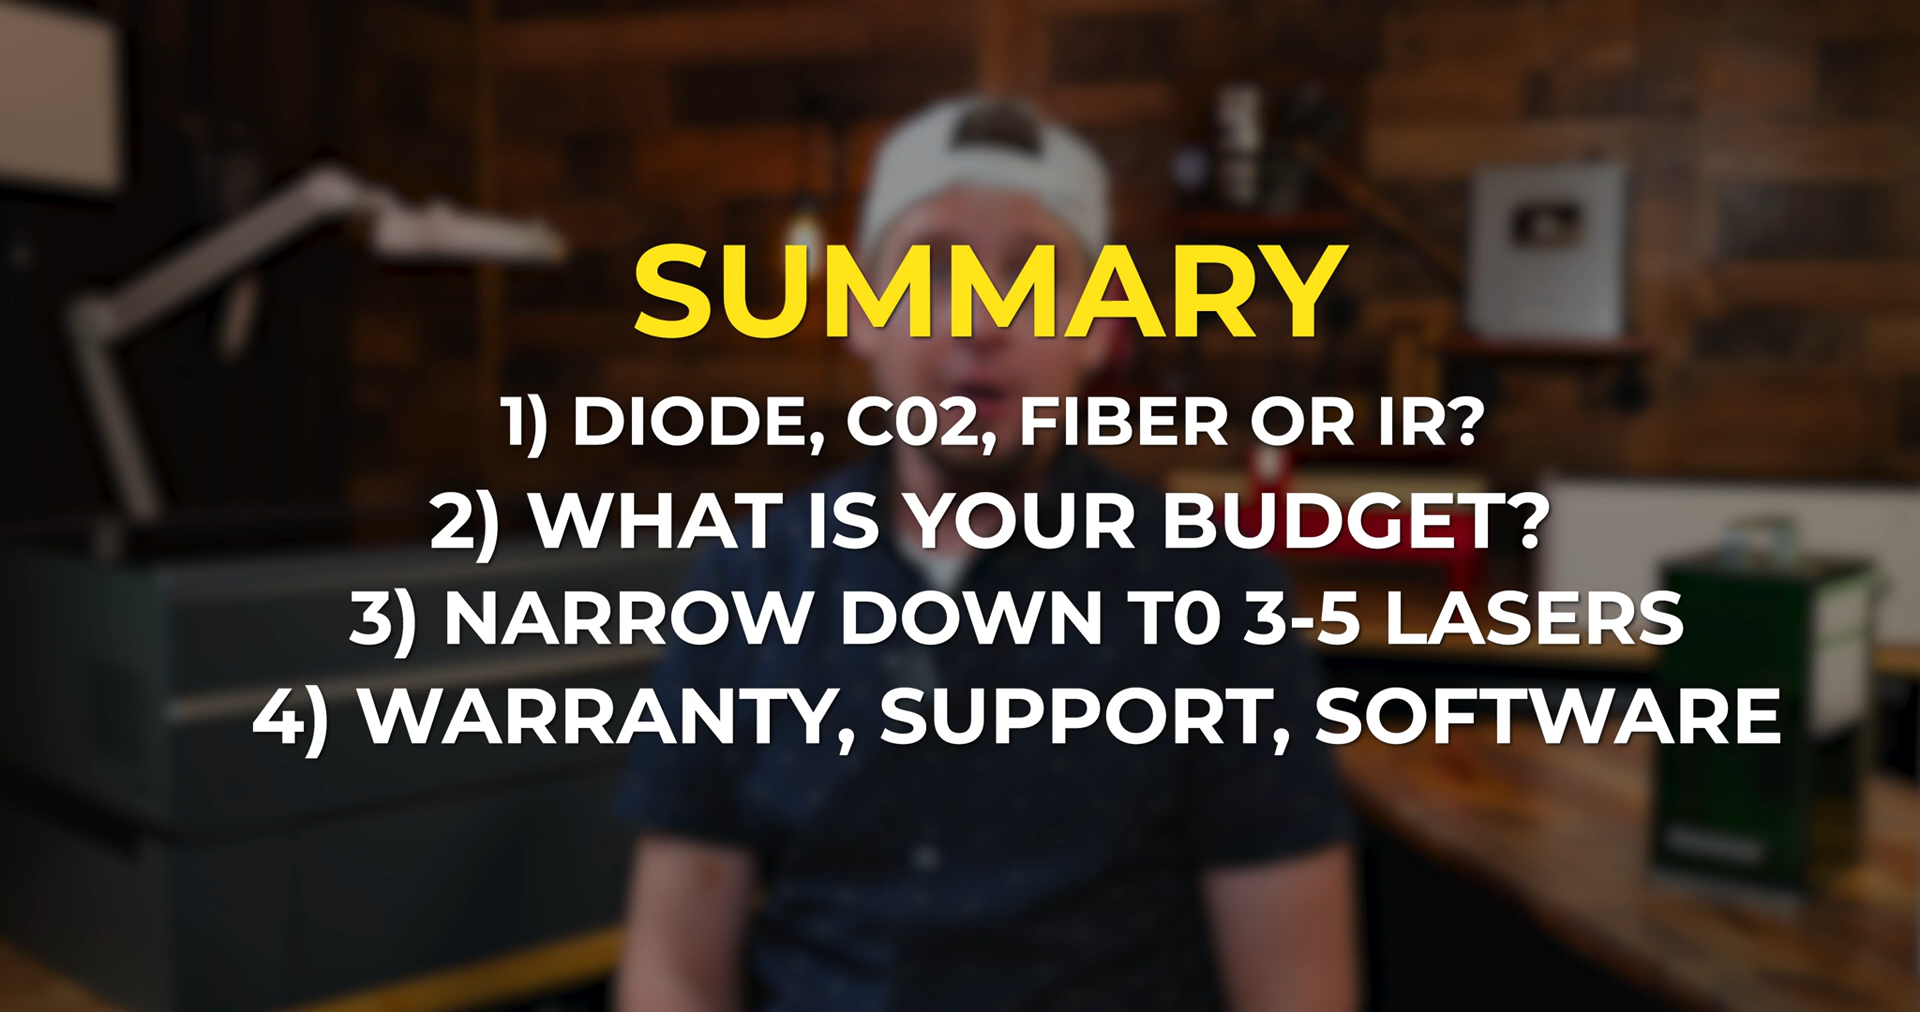 SUMMARY
1) DIODE, C02, FIBER OR IR?
2) WHAT IS YOUR BUDGET?
3) NARROW DOWN T0 3-5 LASERS
4) WARRANTY, SUPPORT, SOFTWARE